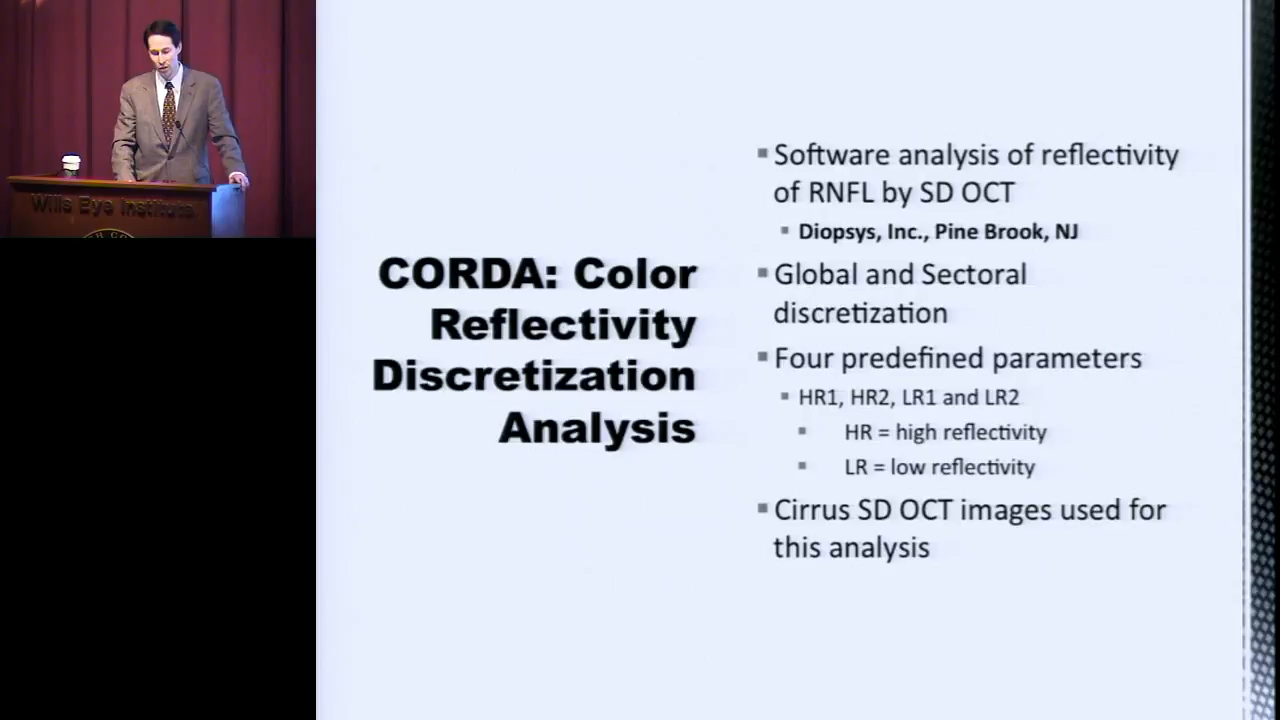 Wills Eye Institute
CORDA: Color
Reflectivity
Discretization
Analysis
Software analysis of reflectivity
of RNFL by SD OCT
Diopsys, Inc., Pine Brook, NJ
Global and Sectoral
discretization
Four predefined parameters
HR1, HR2, LR1 and LR2
HR = high reflectivity
LR = low reflectivity
Cirrus SD OCT images used for
this analysis